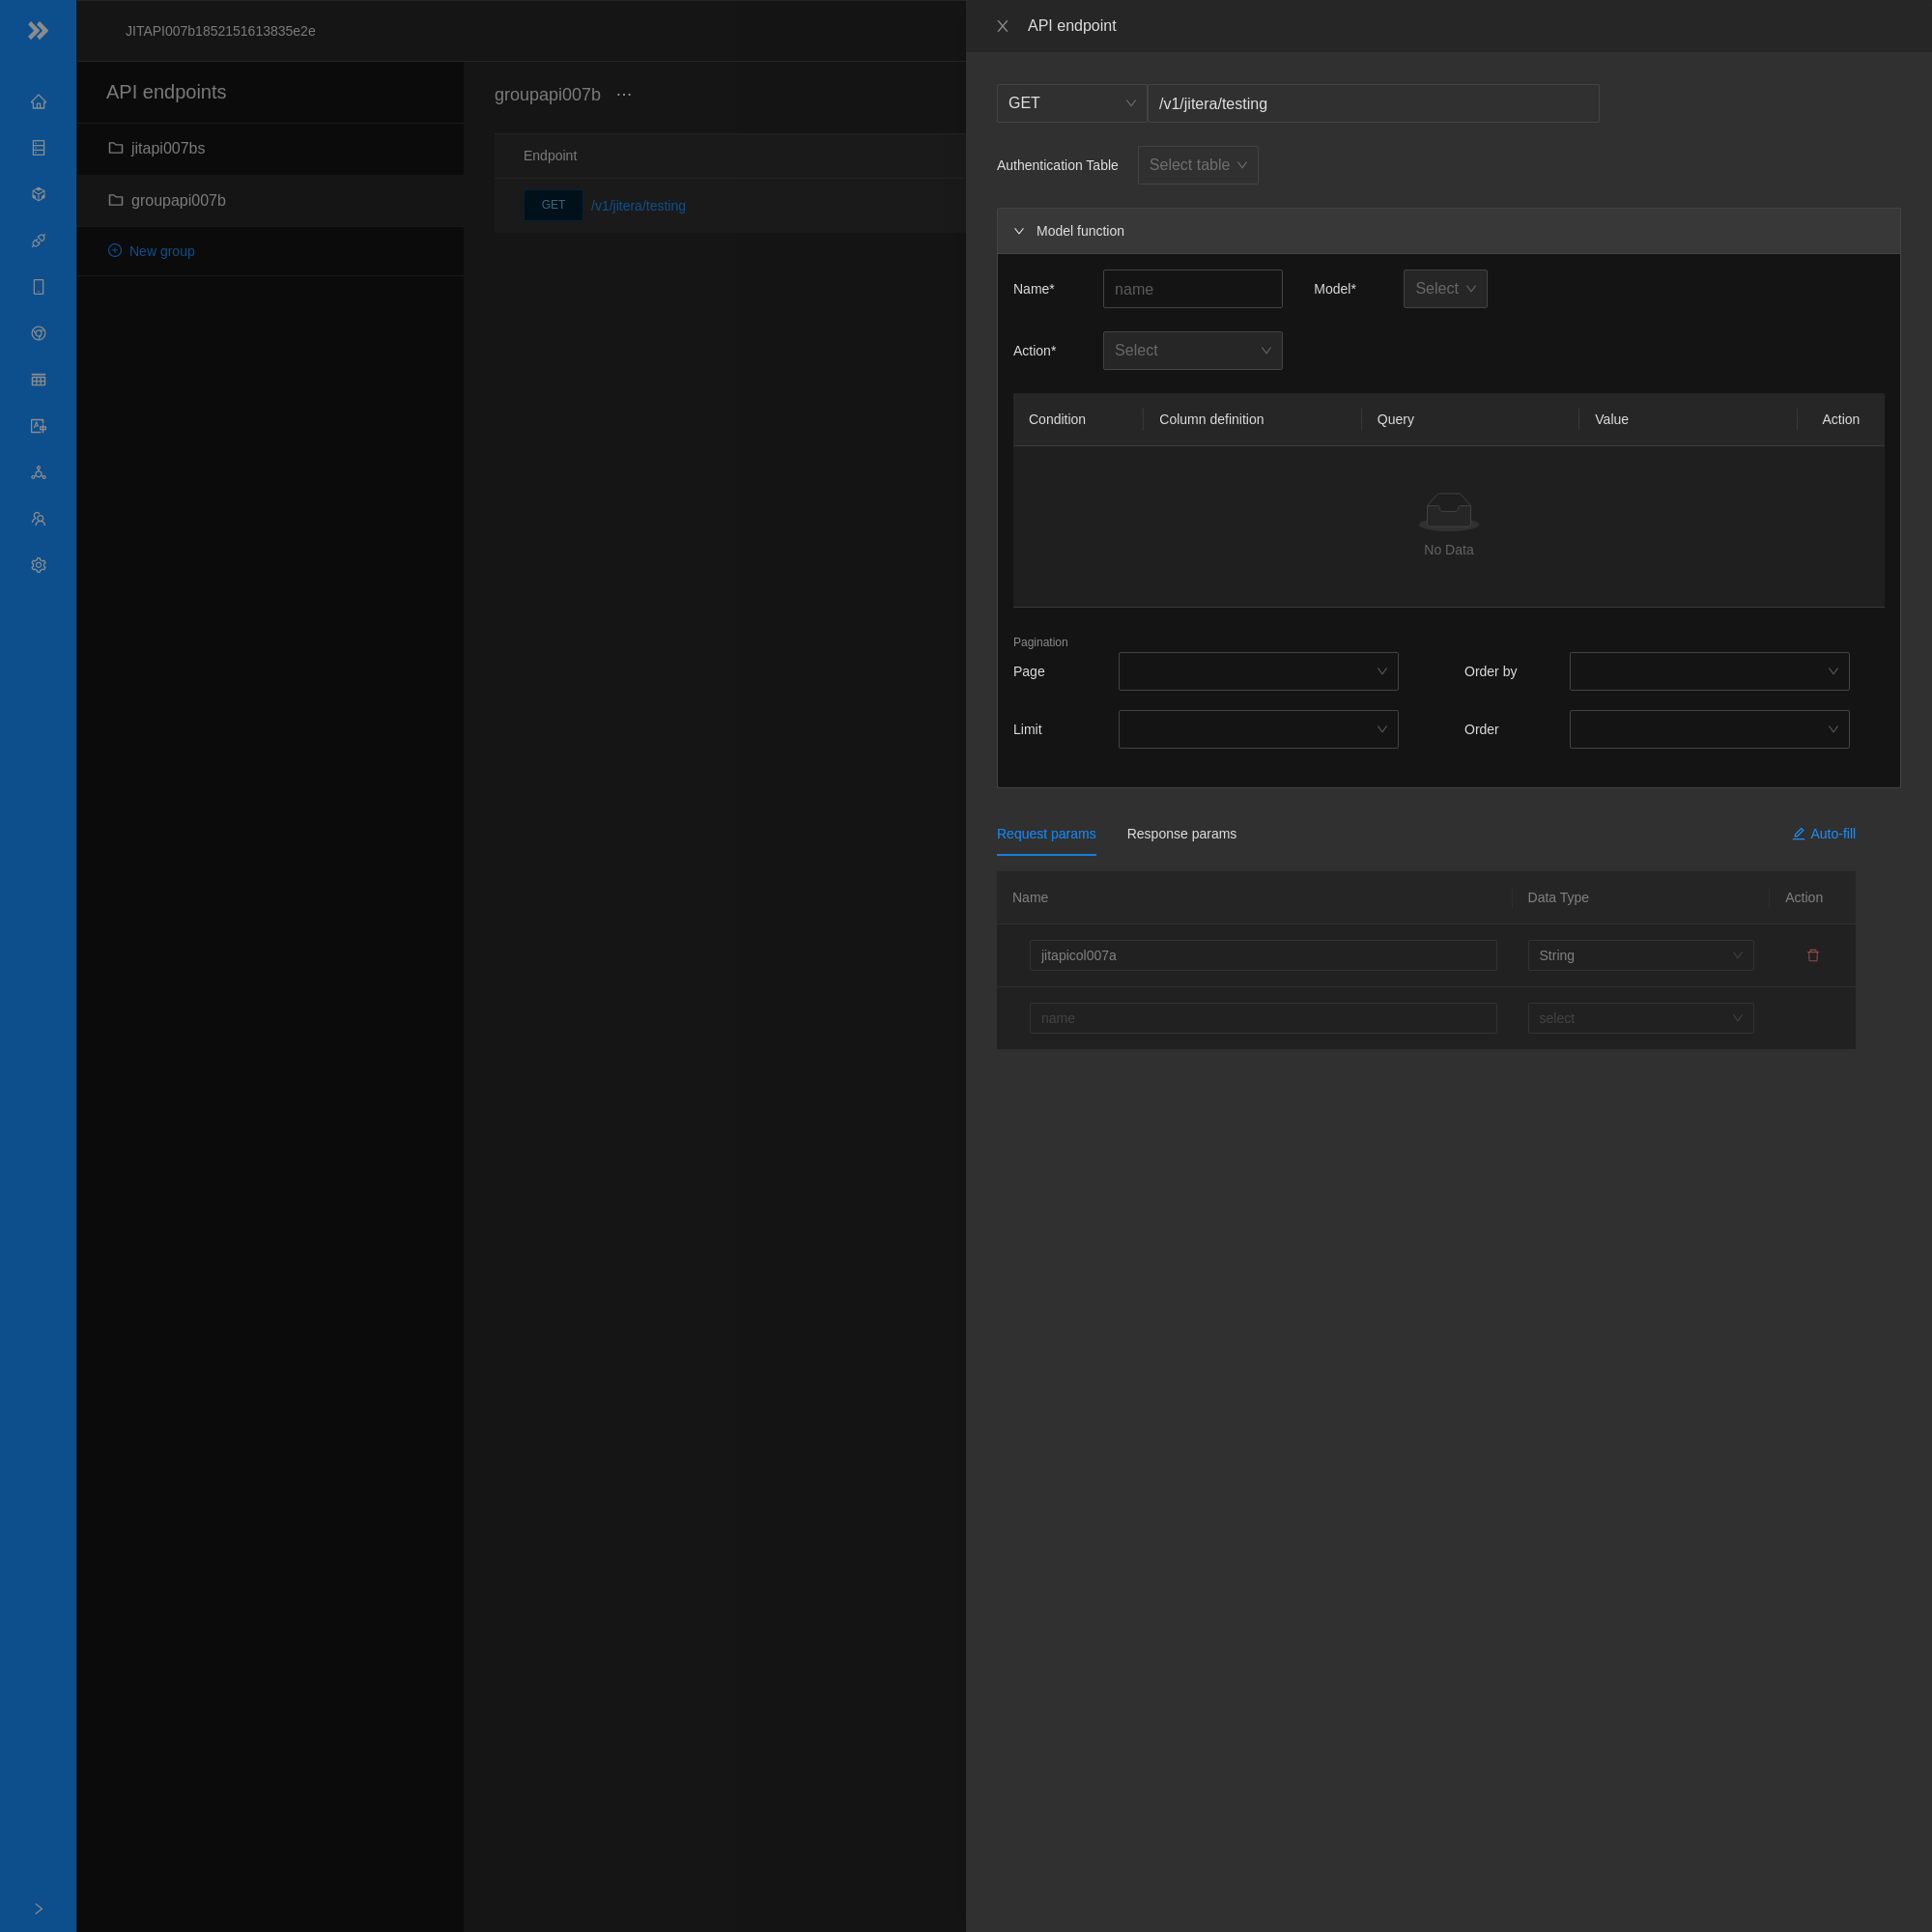 JITAPI007b1852151613835e2e
API endpoints
jitapi007bs
groupapi007b
New group
groupapi007b ...
Endpoint
GET /v1/jitera/testing
API endpoint
GET /v1/jitera/testing
Authentication Table Select table
Model function
Name* name Model* Select
Action* Select
Condition Column definition Query Value Action
No Data
Pagination
Page Order by
Limit Order
Request params Response params Auto-fill
Name Data Type Action
jitapicol007a String
name select